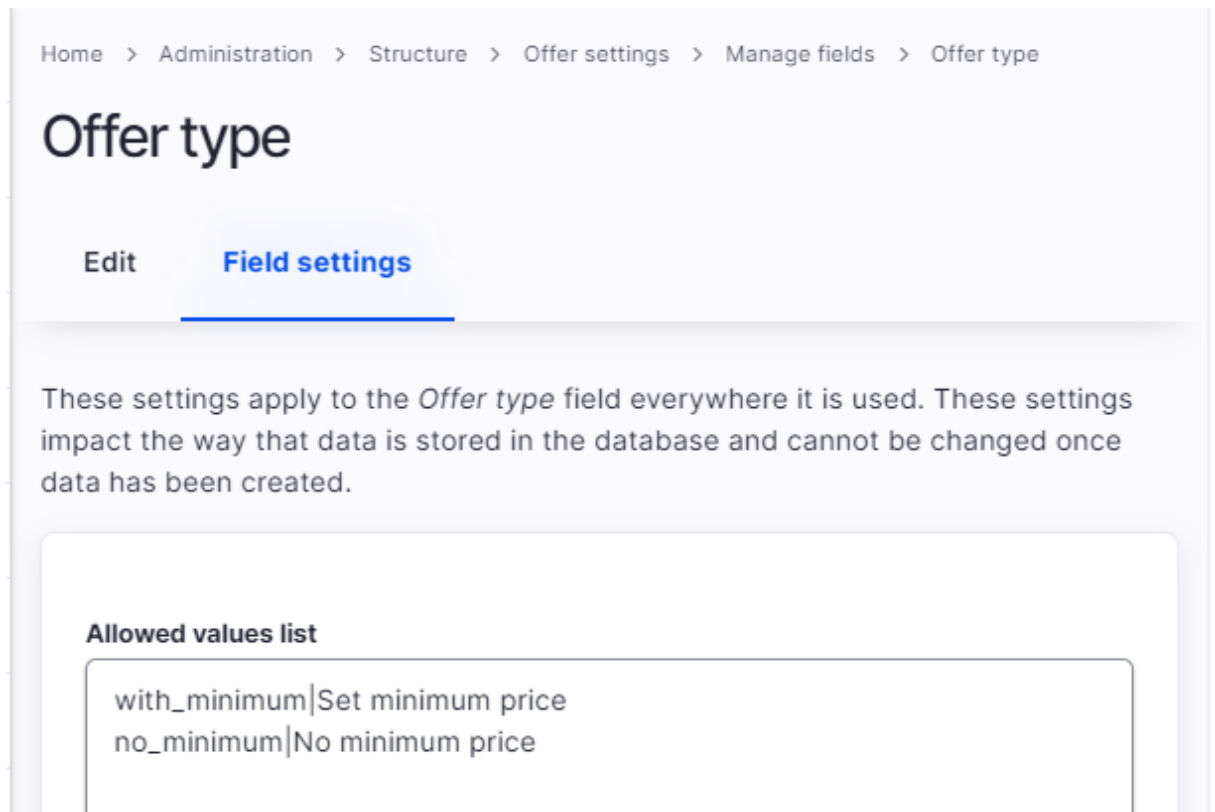 Home > Administration > Structure > Offer settings > Manage fields > Offer type
Offer type
Edit Field settings
These settings apply to the Offer type field everywhere it is used. These settings
impact the way that data is stored in the database and cannot be changed once
data has been created.
Allowed values list
with_minimum|Set minimum price
no_minimum|No minimum price